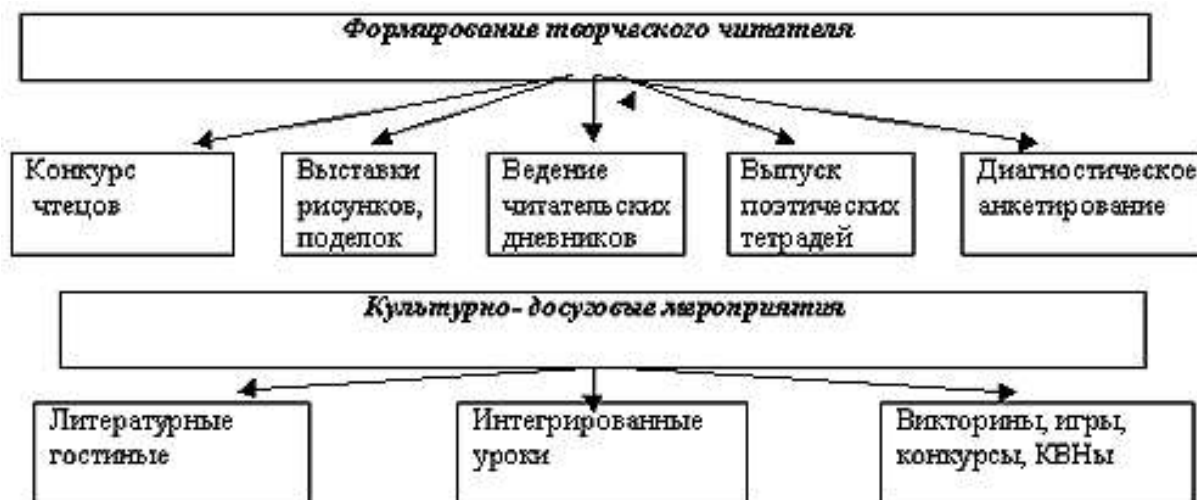 Формирование творческого читателя
Конкурс
чтецов
Выставки
рисунков,
поделок
Ведение
читательских
дневников
Выпуск
поэтических
тетрадей
Диагностическое
анкетирование
Культурно- досуговые мероприятия
Литературные
гостиные
Интегрированные
уроки
Викторины, игры,
конкурсы, КВНы